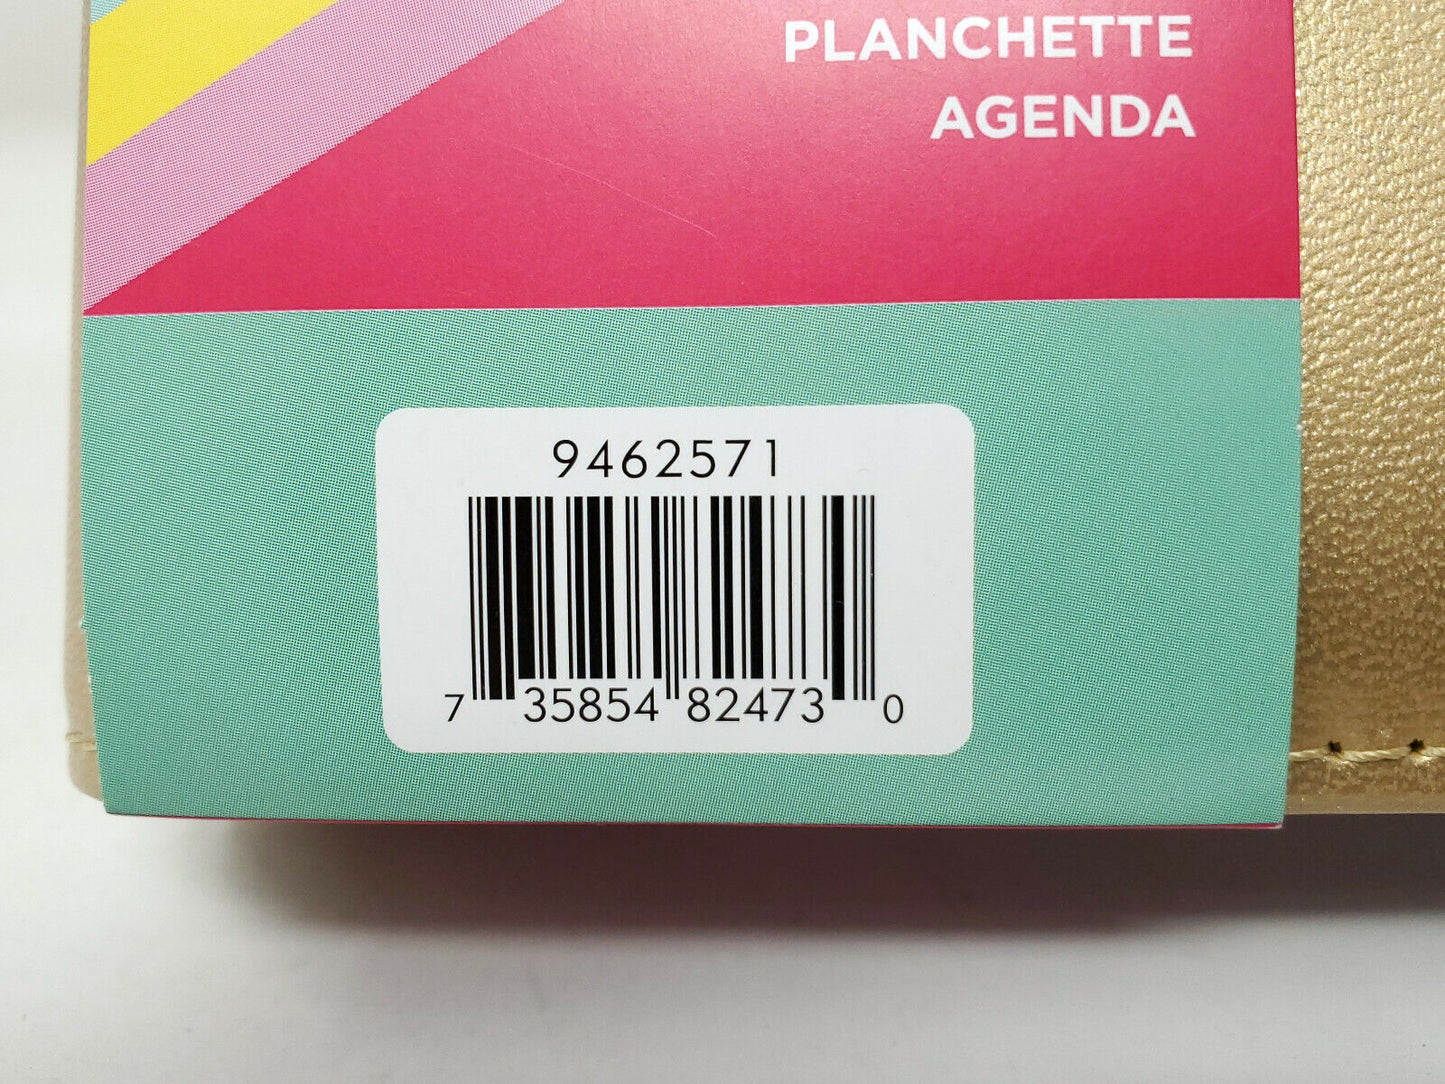 PLANCHETTE
AGENDA
9462571
7 35854 82473 0